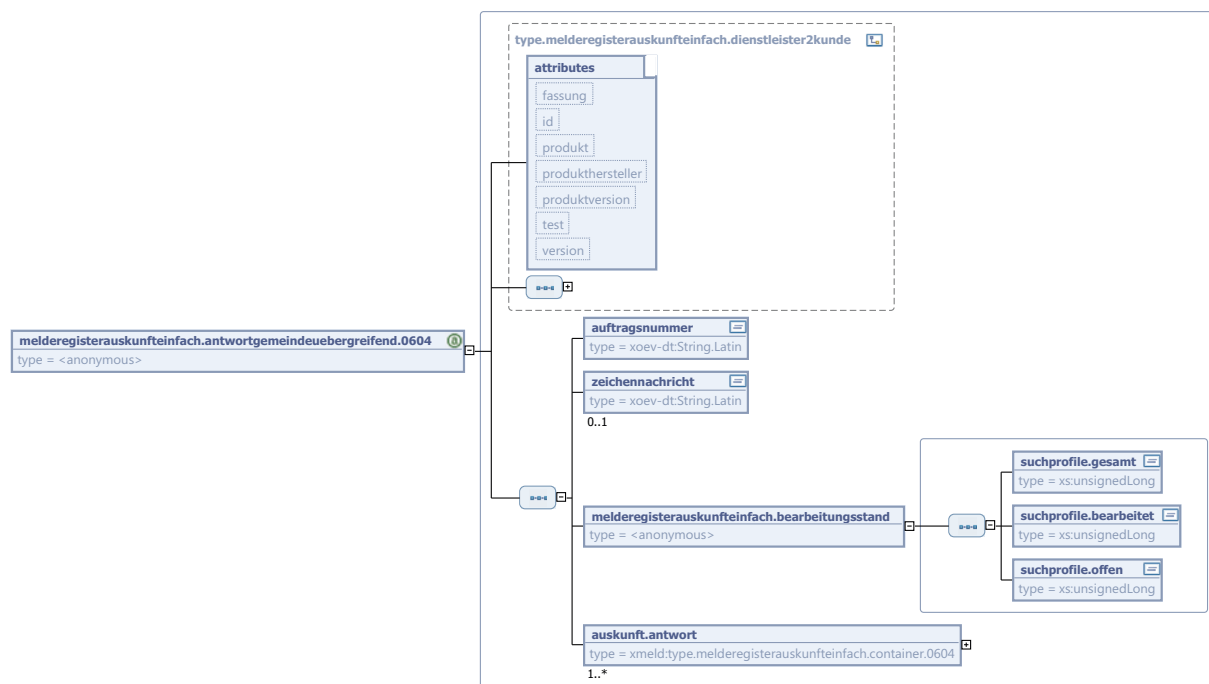 type.melderegisterauskunfteinfach.dienstleister2kunde
attributes
fassung
id
produkt
produkthersteller
produktversion
test
version
melderegisterauskunfteinfach.antwortgemeindeuebergreifend.0604
type = <anonymous>
auftragsnummer
type = xoev-dt:String.Latin
zeichennachricht
type = xoev-dt:String.Latin
0..1
melderegisterauskunfteinfach.bearbeitungsstand
type = <anonymous>
suchprofile.gesamt
type = xs:unsignedLong
suchprofile.bearbeitet
type = xs:unsignedLong
suchprofile.offen
type = xs:unsignedLong
auskunft.antwort
type = xmeld:type.melderegisterauskunfteinfach.container.0604
1..*